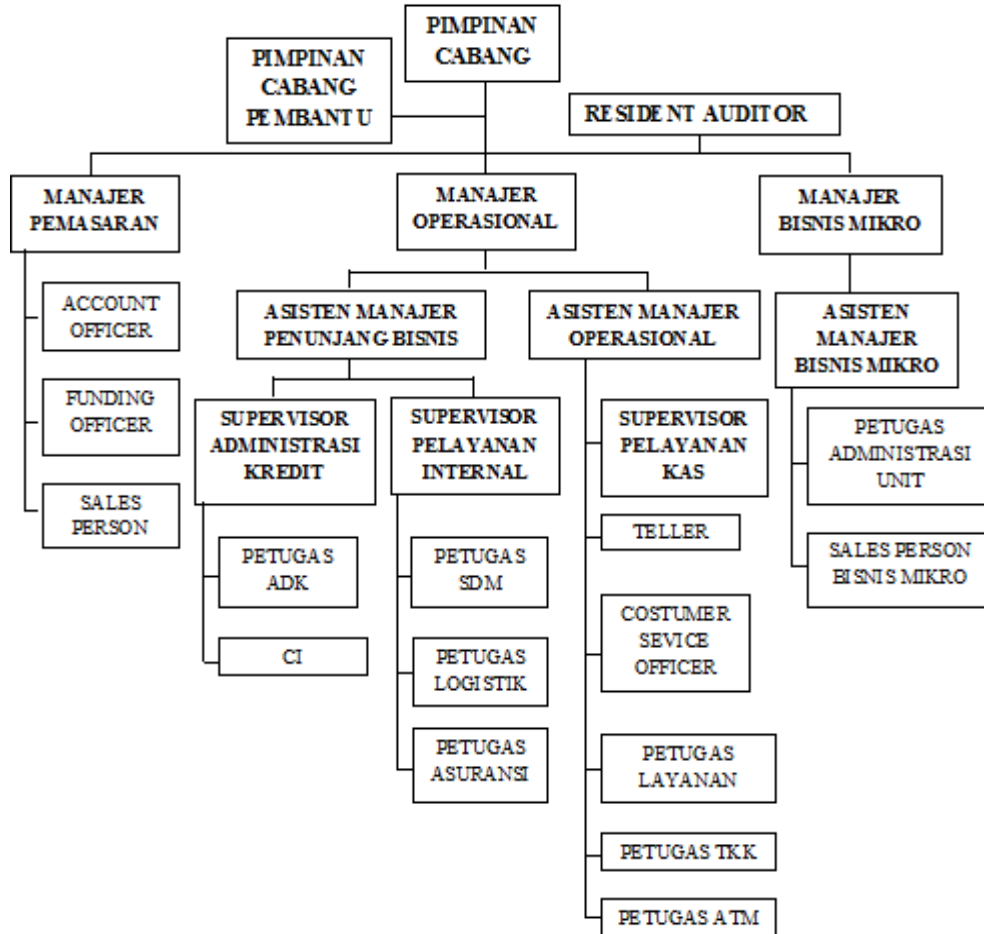 PIMPINAN
CABANG
PIMPINAN
CABANG
PEMBANTU
RESIDENT AUDITOR
MANAJER
PEMASARAN
MANAJER
OPERASIONAL
MANAJER
BISNIS MIKRO
ACCOUNT
OFFICER
FUNDING
OFFICER
SALES
PERSON
ASISTEN MANAJER
PENUNJANG BISNIS
ASISTEN MANAJER
OPERASIONAL
ASISTEN
MANAJER
BISNIS MIKRO
SUPERVISOR
ADMINISTRASI
KREDIT
SUPERVISOR
PELAYANAN
INTERNAL
SUPERVISOR
PELAYANAN
KAS
PETUGAS
ADMINISTRASI
UNIT
SALES PERSON
BISNIS MIKRO
PETUGAS
ADK
CI
PETUGAS
SDM
PETUGAS
LOGISTIK
PETUGAS
ASURANSI
TELLER
COSTUMER
SEVICE
OFFICER
PETUGAS
LAYANAN
PETUGAS TKK
PETUGAS ATM